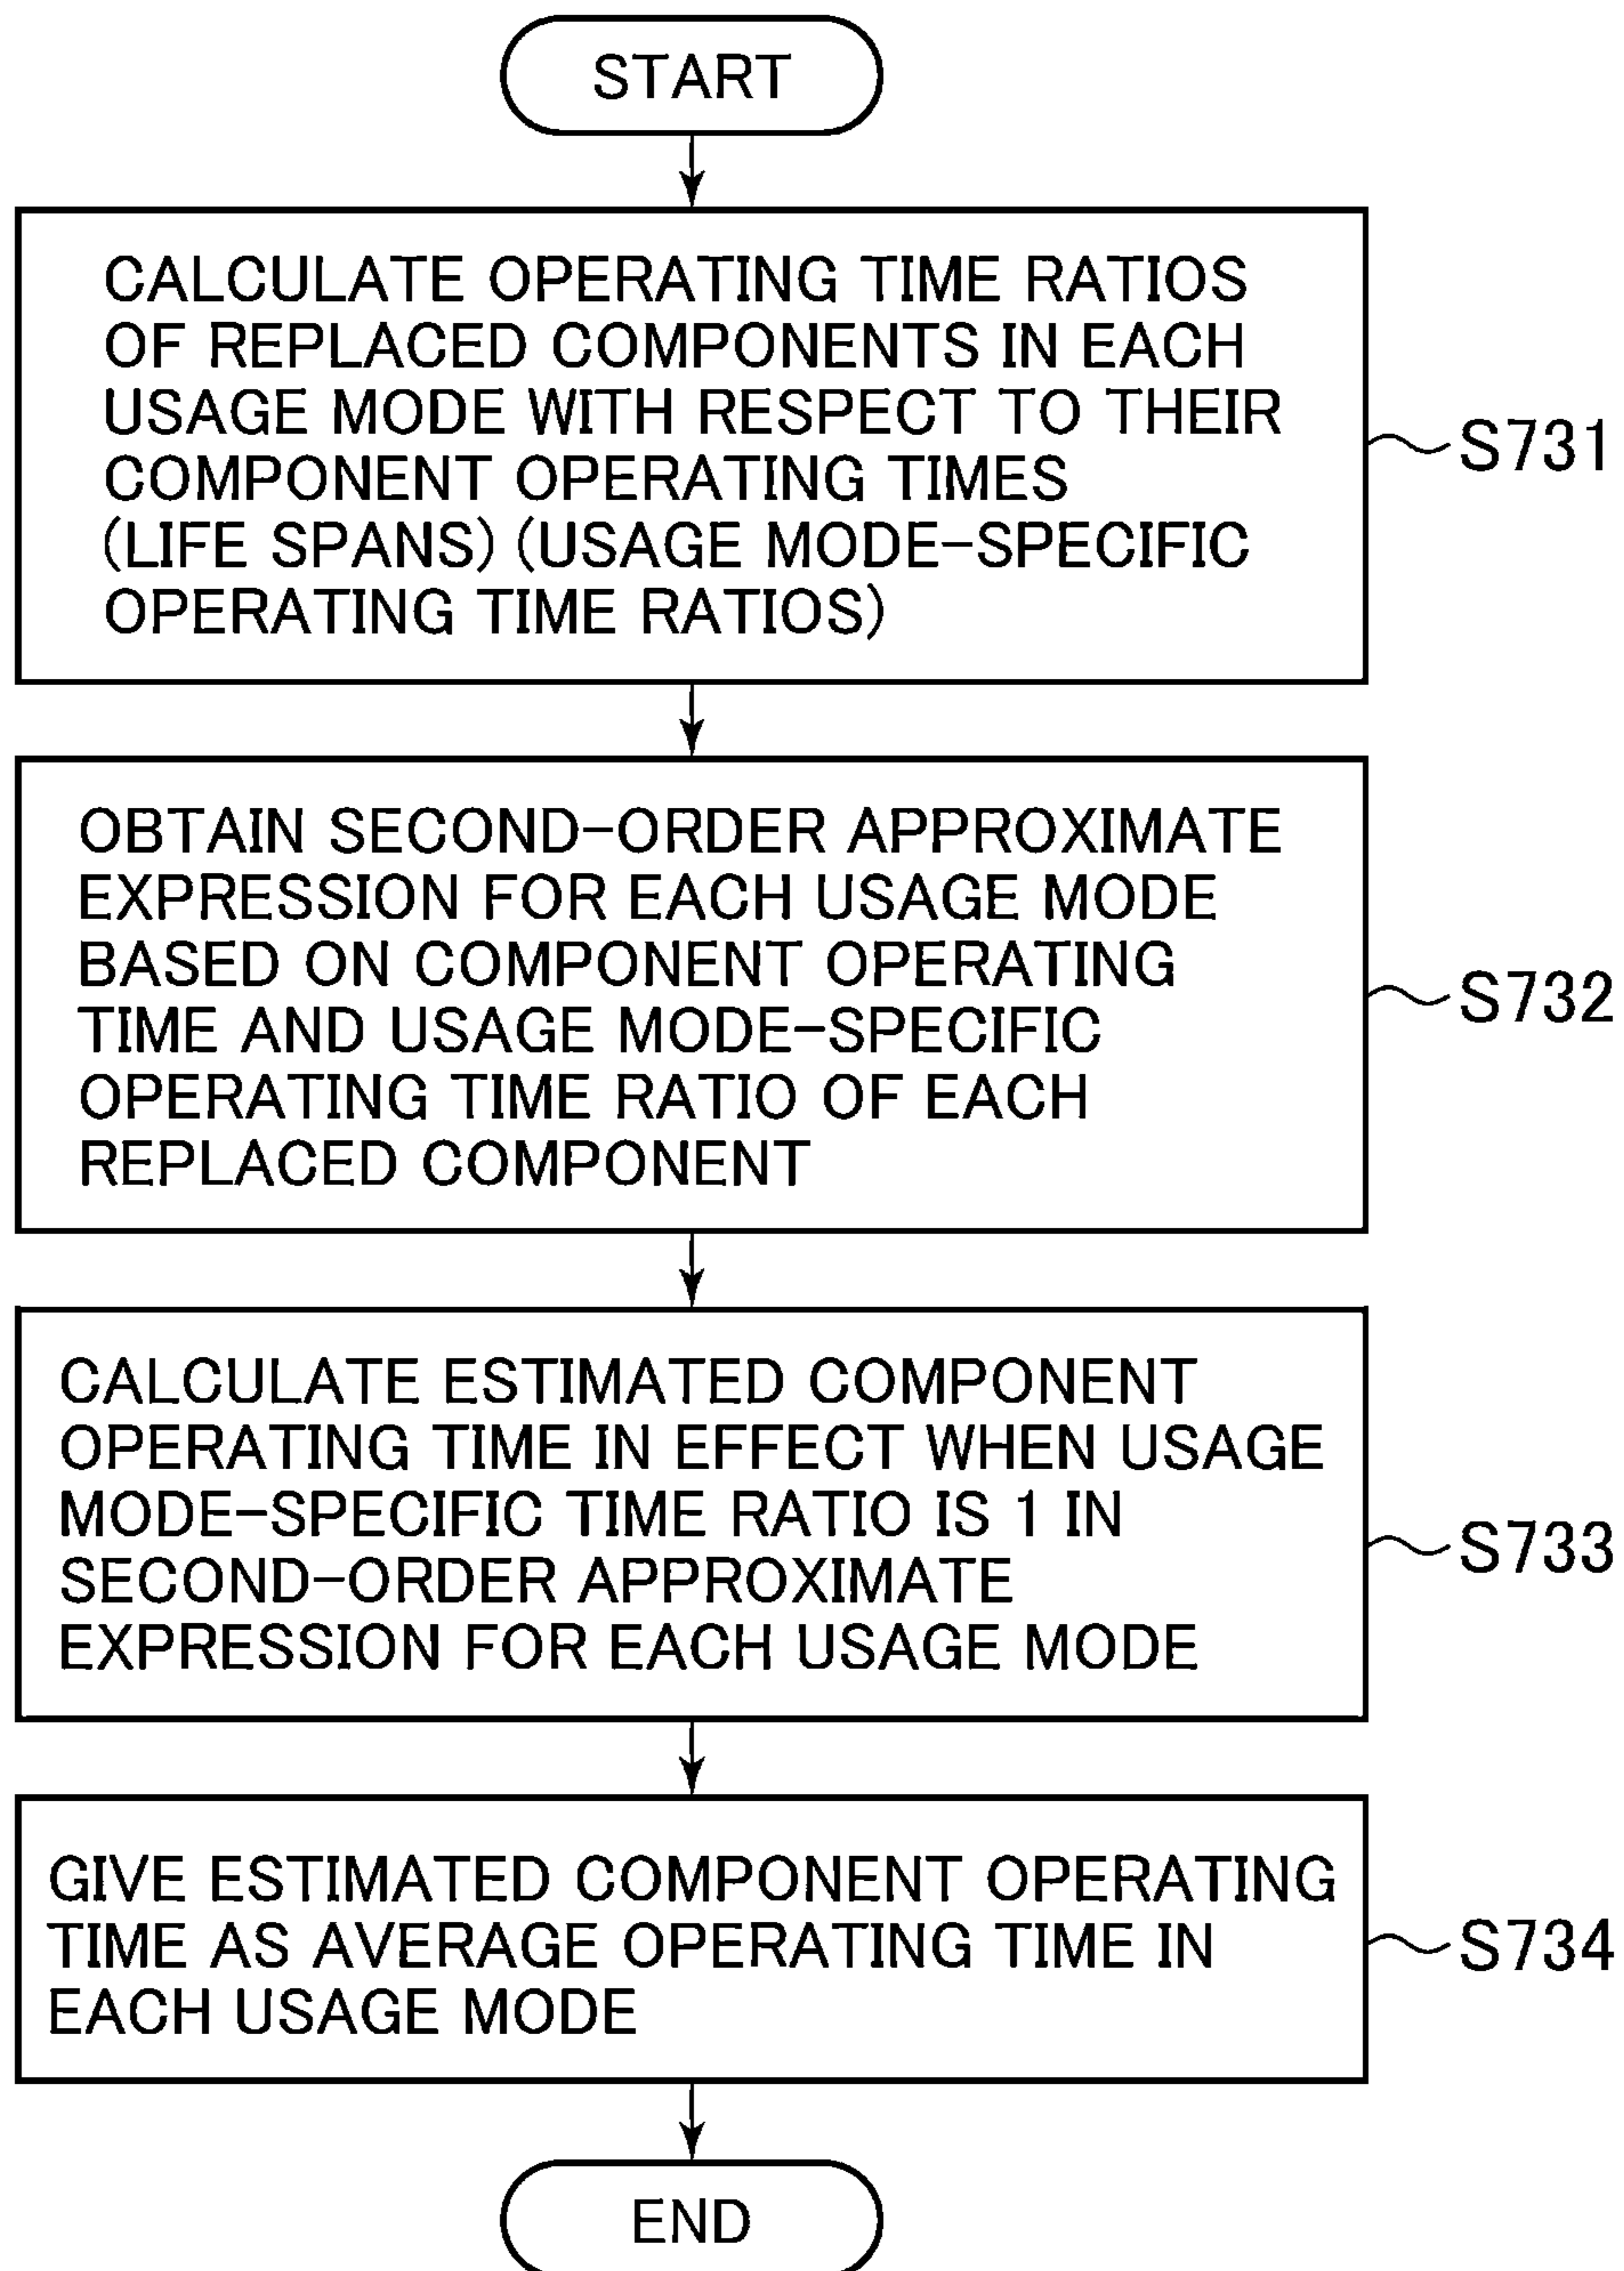 START
CALCULATE OPERATING TIME RATIOS
OF REPLACED COMPONENTS IN EACH
USAGE MODE WITH RESPECT TO THEIR
COMPONENT OPERATING TIMES
(LIFE SPANS) (USAGE MODE-SPECIFIC
OPERATING TIME RATIOS)
S731
OBTAIN SECOND-ORDER APPROXIMATE
EXPRESSION FOR EACH USAGE MODE
BASED ON COMPONENT OPERATING
TIME AND USAGE MODE-SPECIFIC
OPERATING TIME RATIO OF EACH
REPLACED COMPONENT
S732
CALCULATE ESTIMATED COMPONENT
OPERATING TIME IN EFFECT WHEN USAGE
MODE-SPECIFIC TIME RATIO IS 1 IN
SECOND-ORDER APPROXIMATE
EXPRESSION FOR EACH USAGE MODE
S733
GIVE ESTIMATED COMPONENT OPERATING
TIME AS AVERAGE OPERATING TIME IN
EACH USAGE MODE
S734
END